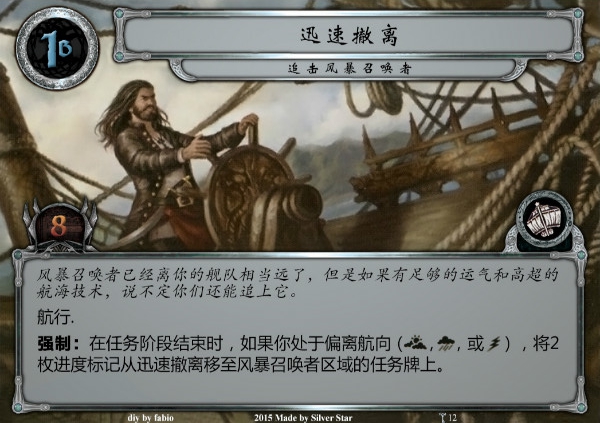 1B
迅速撤离
追击风暴召唤者
8
风暴召唤者已经离你的舰队相当远了，但是如果有足够的运气和高超的
航海技术，说不定你们还能追上它。
航行.
强制：在任务阶段结束时，如果你处于偏离航向（，，或），将2
枚进度标记从迅速撤离移至风暴召唤者区域的任务牌上。
diy by fabio
2015 Made by Silver Star
12